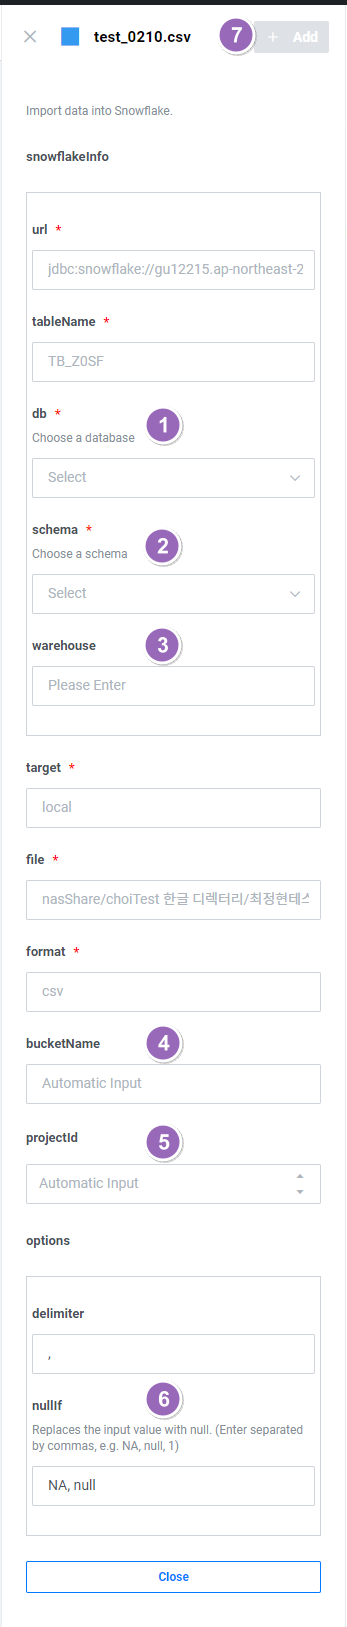 test_0210.csv
7
+ Add
Import data into Snowflake.
snowflakeInfo
url *
jdbc:snowflake://gu12215.ap-northeast-2
tableName *
TB_Z0SF
db *
1
Choose a database
Select
schema *
2
Choose a schema
Select
warehouse
3
Please Enter
target *
local
file *
nasShare/choiTest 한글 디렉터리/최정현테스
format *
csv
bucketName
4
Automatic Input
projectId
5
Automatic Input
options
delimiter
,
nullIf
6
Replaces the input value with null. (Enter separated
by commas, e.g. NA, null, 1)
NA, null
Close